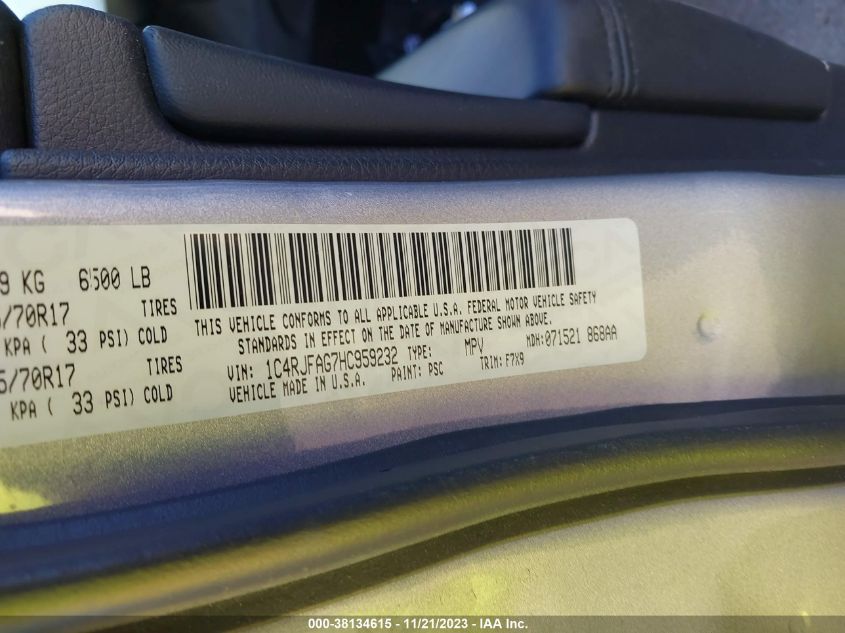 9 KG 6500 LB
/70R17 TIRES
KPA ( 33 PSI) COLD
5/70R17 TIRES
KPA ( 33 PSI) COLD
THIS VEHICLE CONFORMS TO ALL APPLICABLE U.S.A. FEDERAL MOTOR VEHICLE SAFETY
STANDARDS IN EFFECT ON THE DATE OF MANUFACTURE SHOWN ABOVE.
VIN: 1C4RJFAG7HC959232 TYPE: MPV MDH: 071521 868AA
VEHICLE MADE IN U.S.A. PAINT: PSC TRIM: F7X9
000-38134615 - 11/21/2023 - IAA Inc.